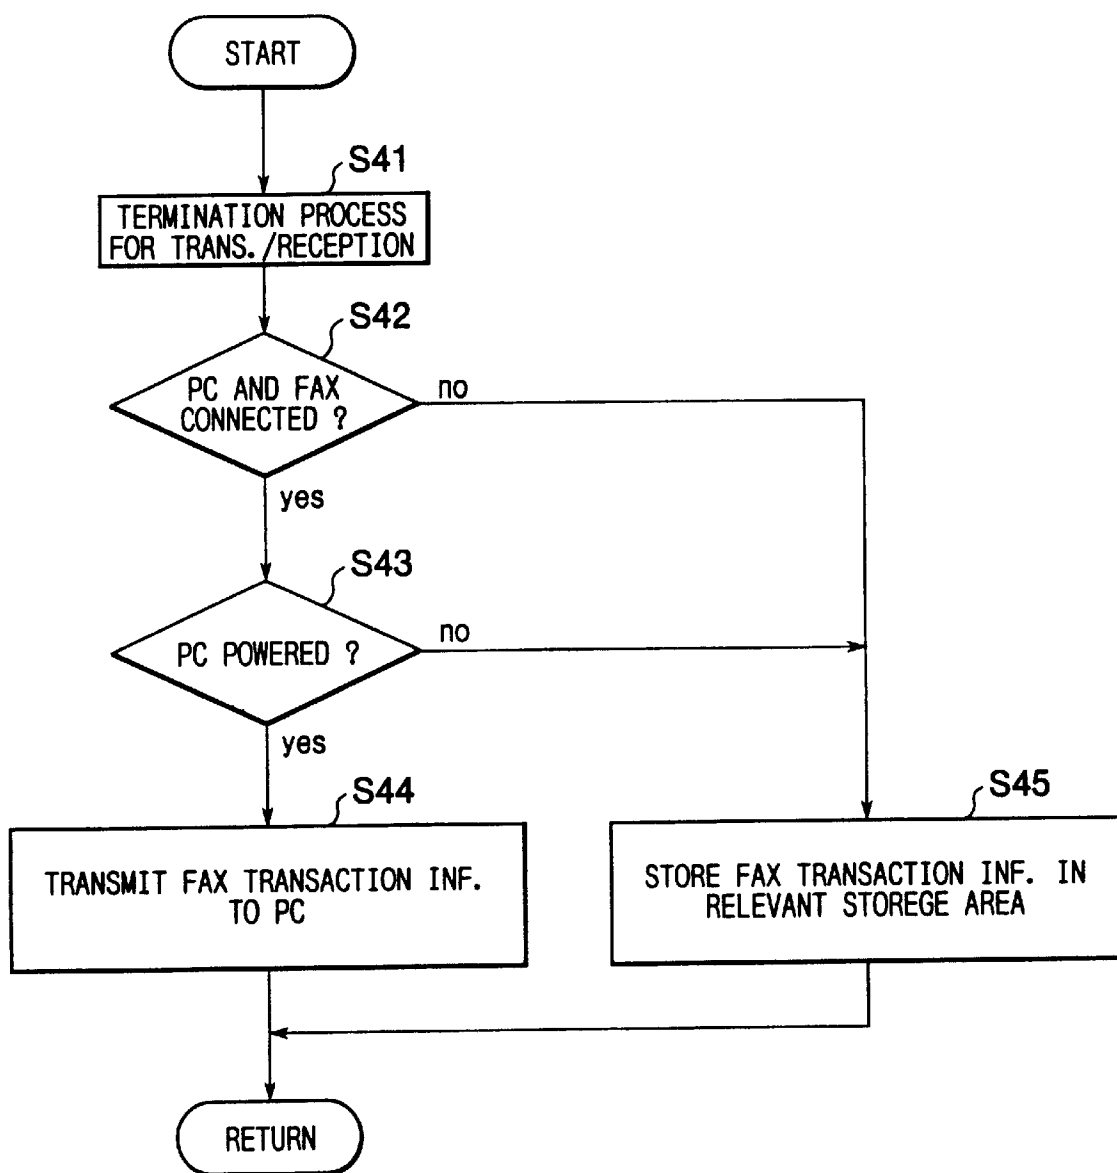 START
S41
TERMINATION PROCESS
FOR TRANS./RECEPTION
S42
PC AND FAX
CONNECTED ?
no
yes
S43
PC POWERED ?
no
yes
S44
TRANSMIT FAX TRANSACTION INF.
TO PC
S45
STORE FAX TRANSACTION INF. IN
RELEVANT STOREGE AREA
RETURN